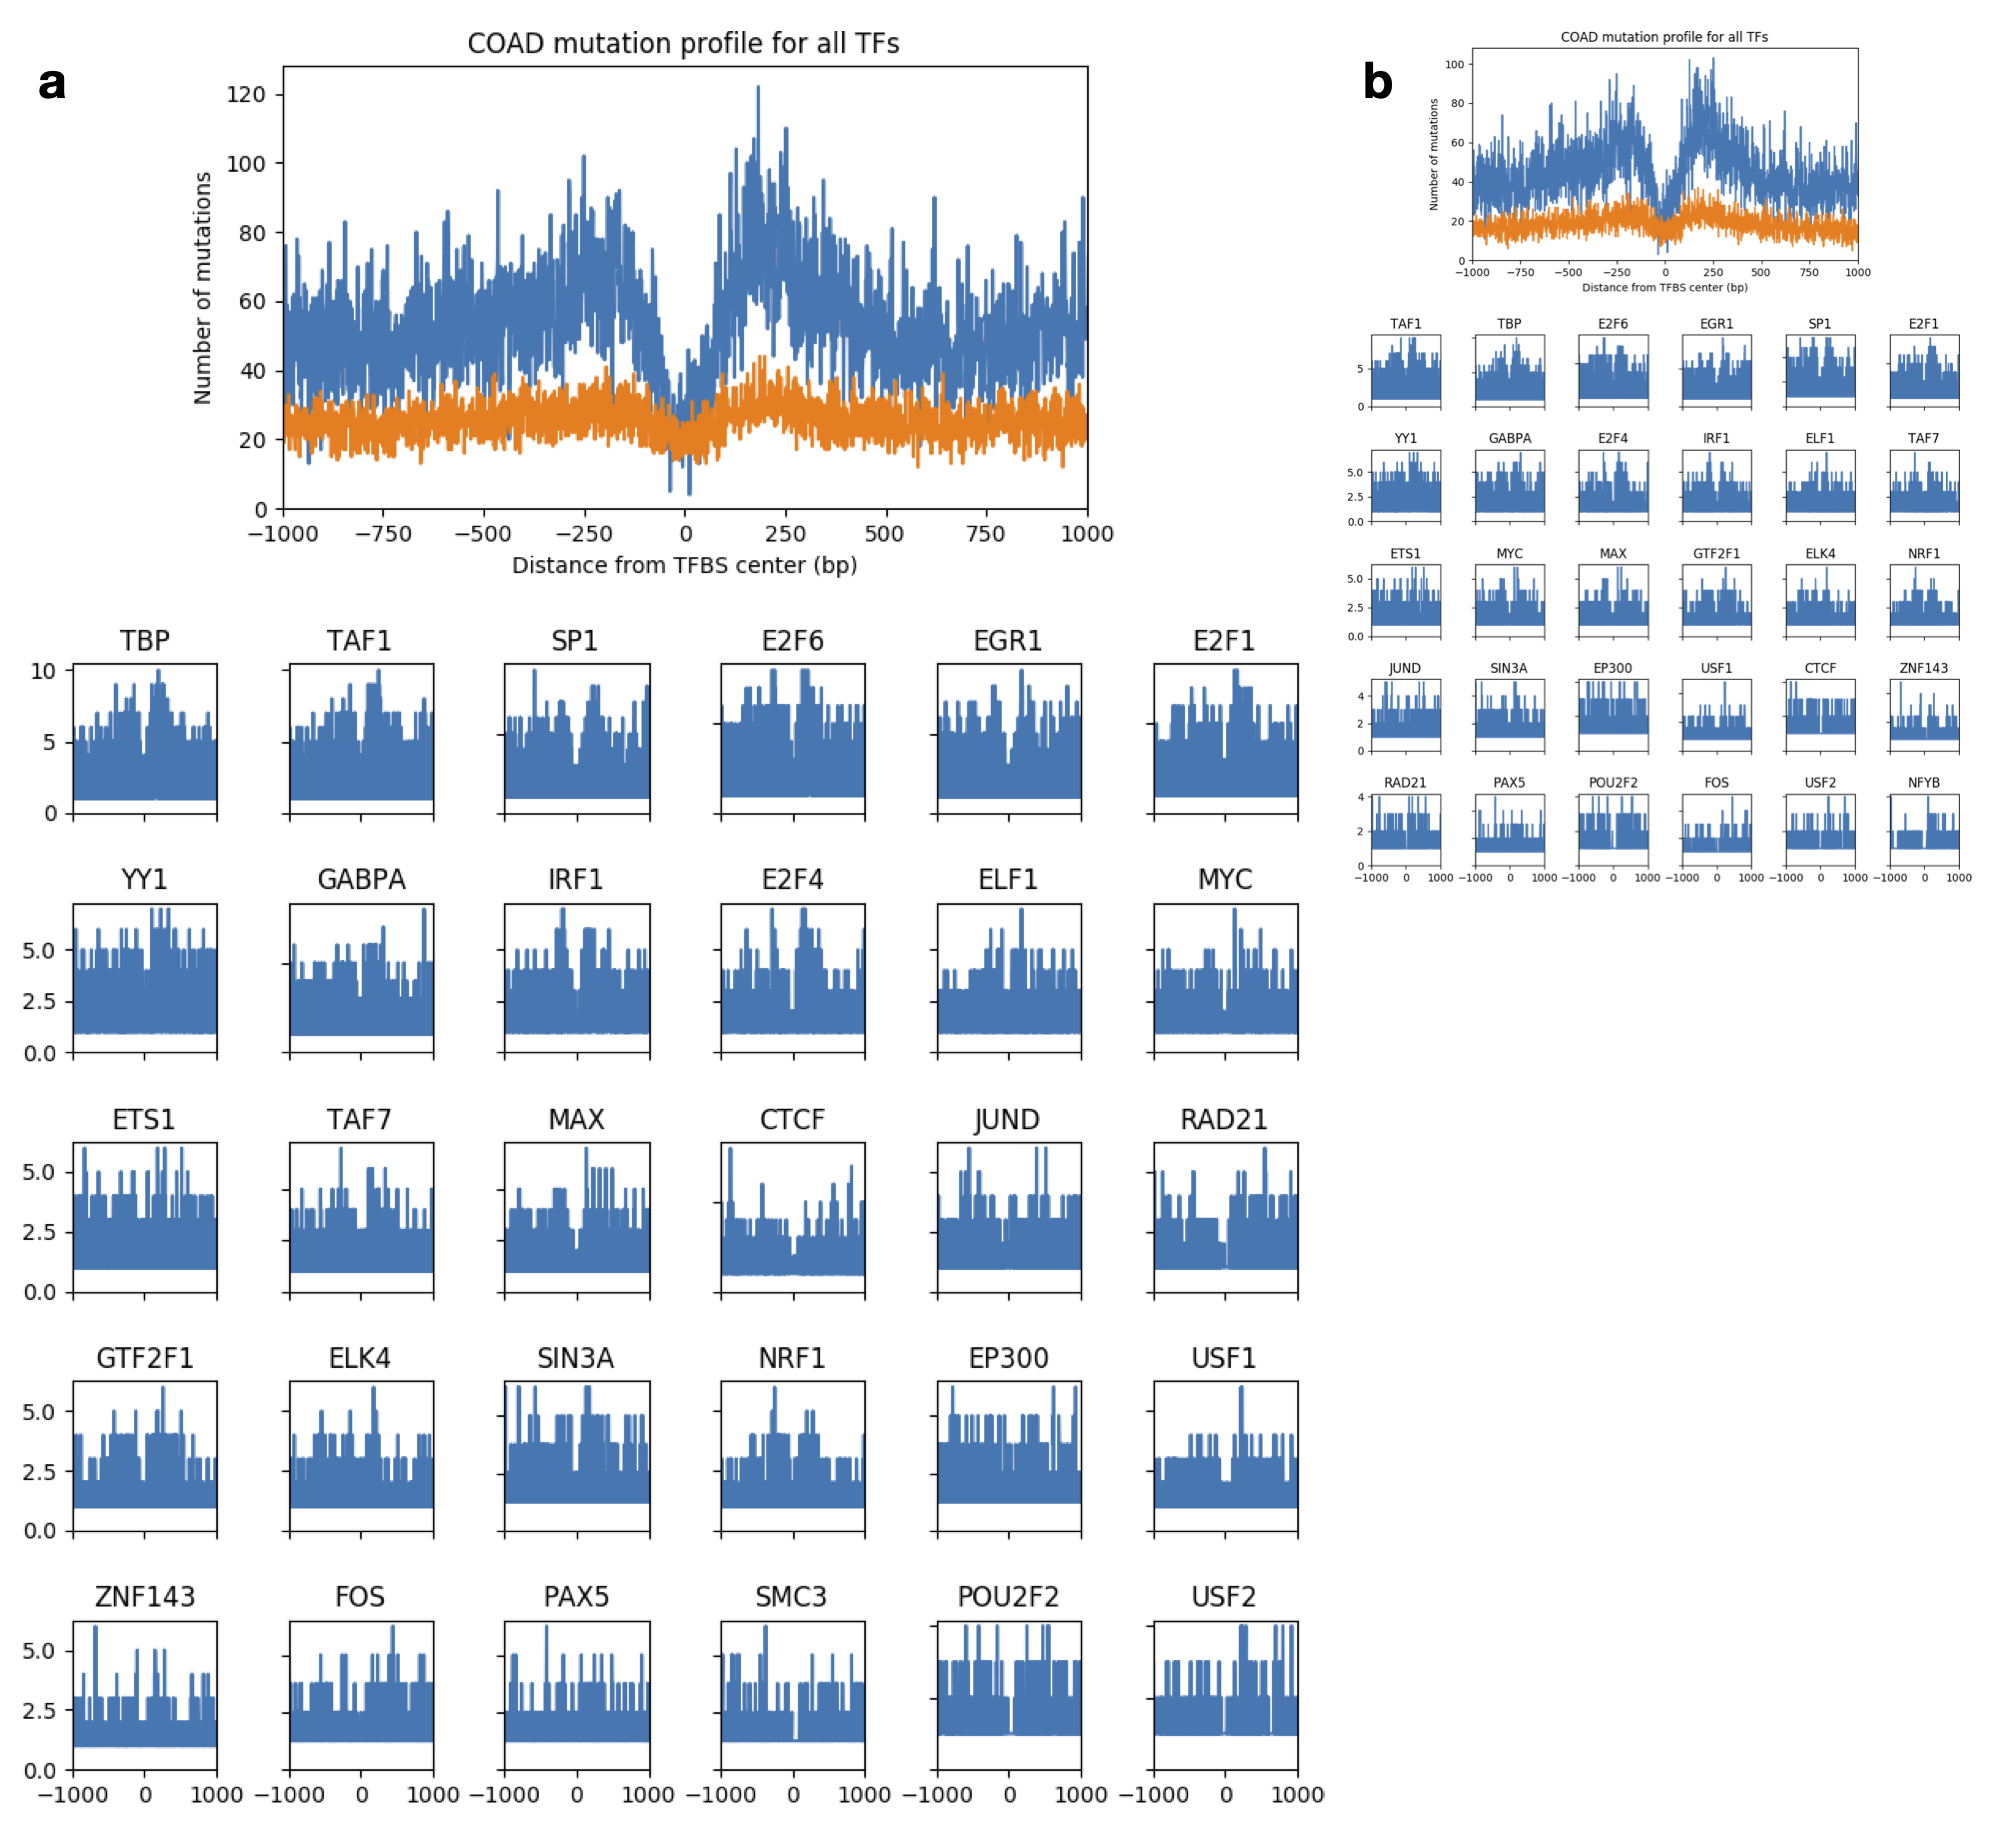 a
COAD mutation profile for all TFs
Number of mutations
120
100
80
60
40
20
0
−1000 −750 −500 −250 0 250 500 750 1000
Distance from TFBS center (bp)
TBP TAF1 SP1 E2F6 EGR1 E2F1
10
5
0
YY1 GABPA IRF1 E2F4 ELF1 MYC
5.0
2.5
0.0
ETS1 TAF7 MAX CTCF JUND RAD21
5.0
2.5
0.0
GTF2F1 ELK4 SIN3A NRF1 EP300 USF1
5.0
2.5
0.0
ZNF143 FOS PAX5 SMC3 POU2F2 USF2
5.0
2.5
0.0
−1000 0 1000 −1000 0 1000 −1000 0 1000 −1000 0 1000 −1000 0 1000 −1000 0 1000
b
COAD mutation profile for all TFs
Number of mutations
100
80
60
40
20
0
−1000 −750 −500 −250 0 250 500 750 1000
Distance from TFBS center (bp)
TAF1 TBP E2F6 EGR1 SP1 E2F1
5
0
YY1 GABPA E2F4 IRF1 ELF1 TAF7
5.0
2.5
0.0
ETS1 MYC MAX GTF2F1 ELK4 NRF1
5.0
2.5
0.0
JUND SIN3A EP300 USF1 CTCF ZNF143
4
2
0
RAD21 PAX5 POU2F2 FOS USF2 NFYB
4
2
0
−1000 0 1000 −1000 0 1000 −1000 0 1000 −1000 0 1000 −1000 0 1000 −1000 0 1000